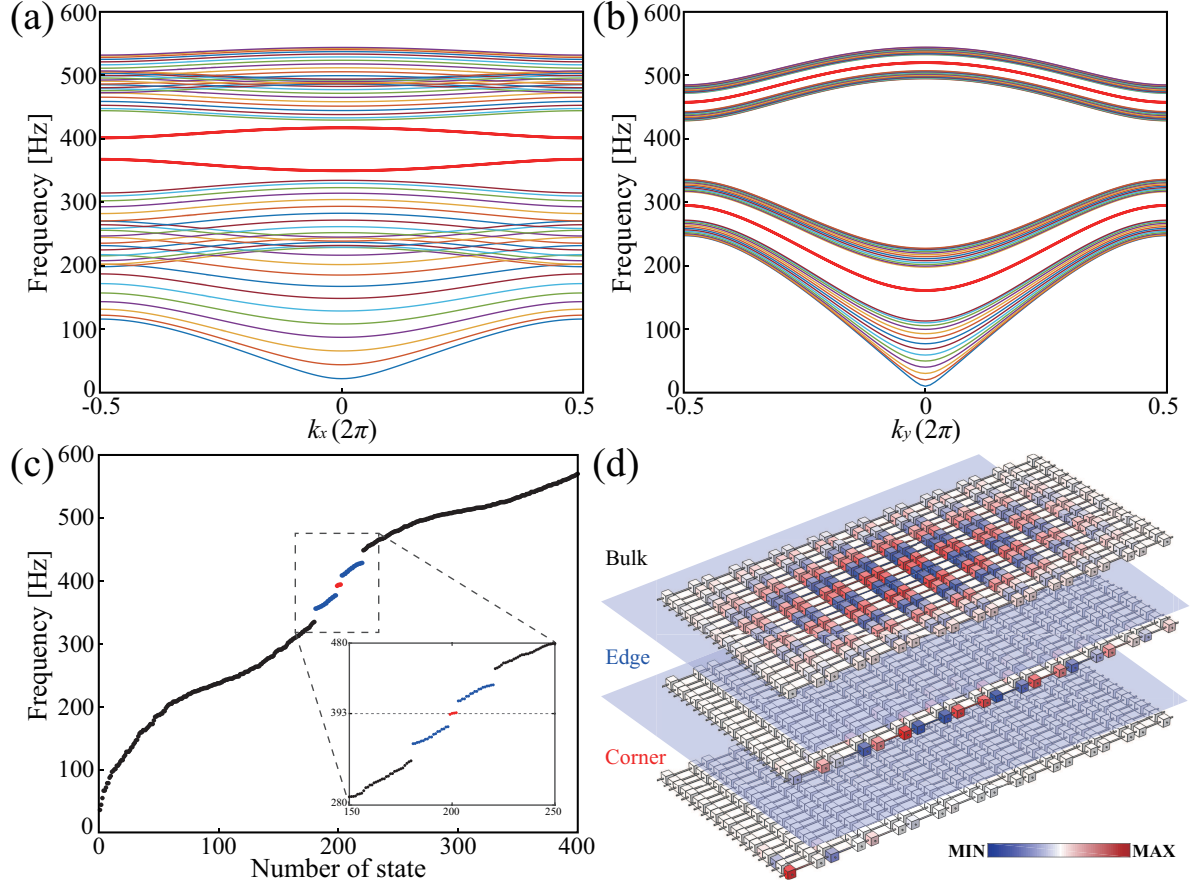 (a)
600
500
400
300
200
100
0
Frequency [Hz]
-0.5
0
0.5
kx (2π)
(b)
600
500
400
300
200
100
0
Frequency [Hz]
-0.5
0
0.5
ky (2π)
(c)
600
500
400
300
200
100
0
Frequency [Hz]
0
100
200
300
400
Number of state
480
393
280
150
200
250
(d)
Bulk
Edge
Corner
MIN
MAX